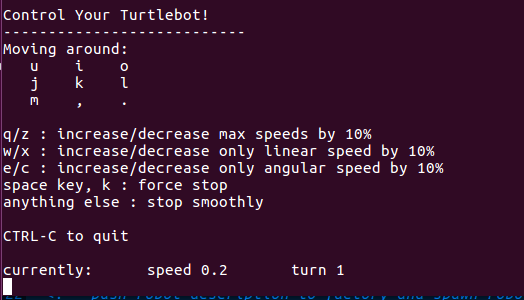 Control Your Turtlebot!
---------------------------
Moving around:
u i o
j k l
m , .
q/z : increase/decrease max speeds by 10%
w/x : increase/decrease only linear speed by 10%
e/c : increase/decrease only angular speed by 10%
space key, k : force stop
anything else : stop smoothly
CTRL-C to quit
currently: speed 0.2 turn 1
push robot description to factory and spawn robo